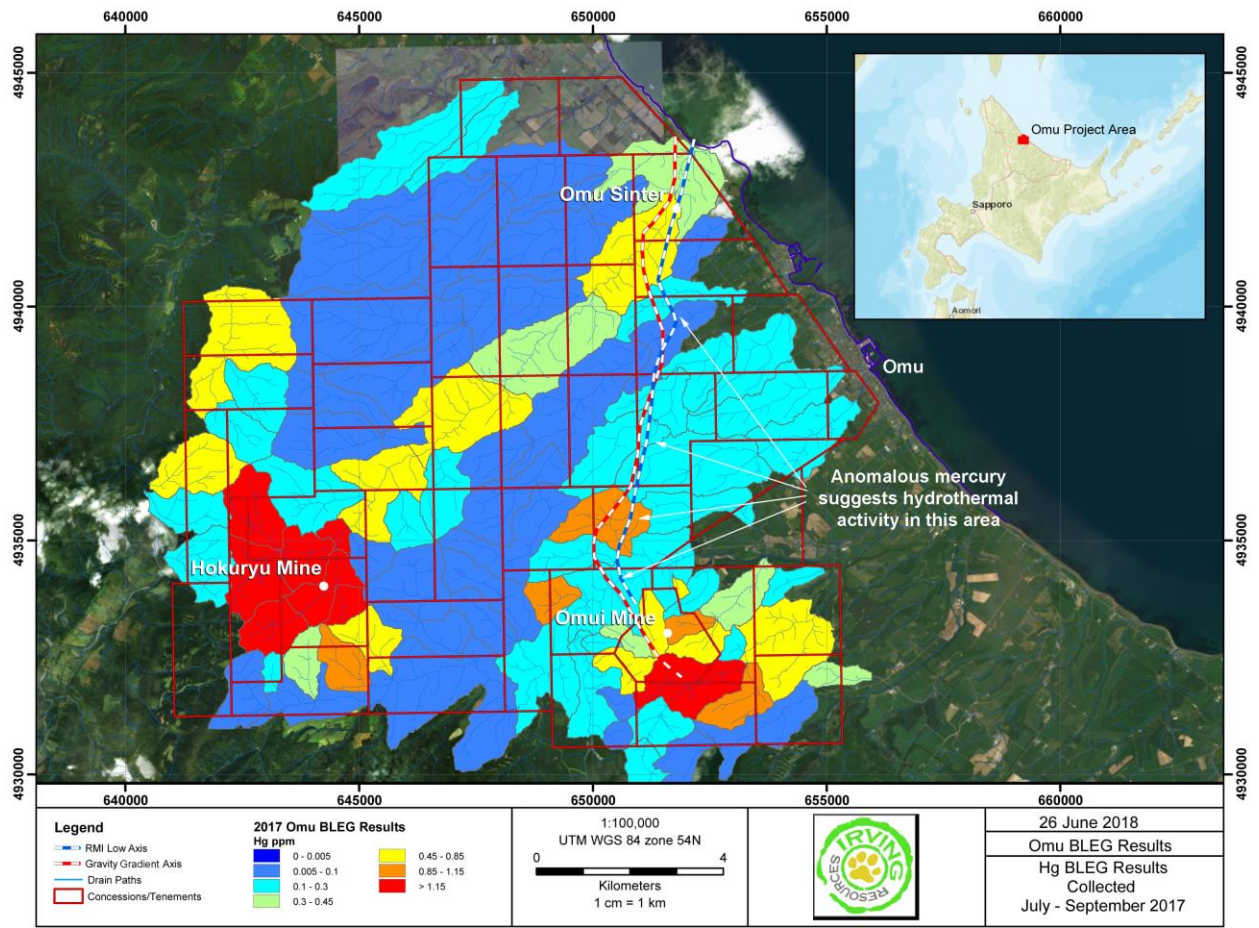 640000 645000 650000 655000 660000
4945000
4945000
4940000
4940000
4935000
4935000
4930000
4930000
Omu Project Area
Sapporo
Aomori
Omu Sinter
Omu
Anomalous mercury
suggests hydrothermal
activity in this area
Hokuryu Mine
Omui Mine
640000 645000 650000 655000 660000
Legend
RMI Low Axis
Gravity Gradient Axis
Drain Paths
Concessions/Tenements
2017 Omu BLEG Results
Hg ppm
0 - 0.005
0.005 - 0.1
0.1 - 0.3
0.3 - 0.45
0.45 - 0.85
0.85 - 1.15
> 1.15
1:100,000
UTM WGS 84 zone 54N
0 4
Kilometers
1 cm = 1 km
IRVING
RESOURCES
26 June 2018
Omu BLEG Results
Hg BLEG Results
Collected
July - September 2017